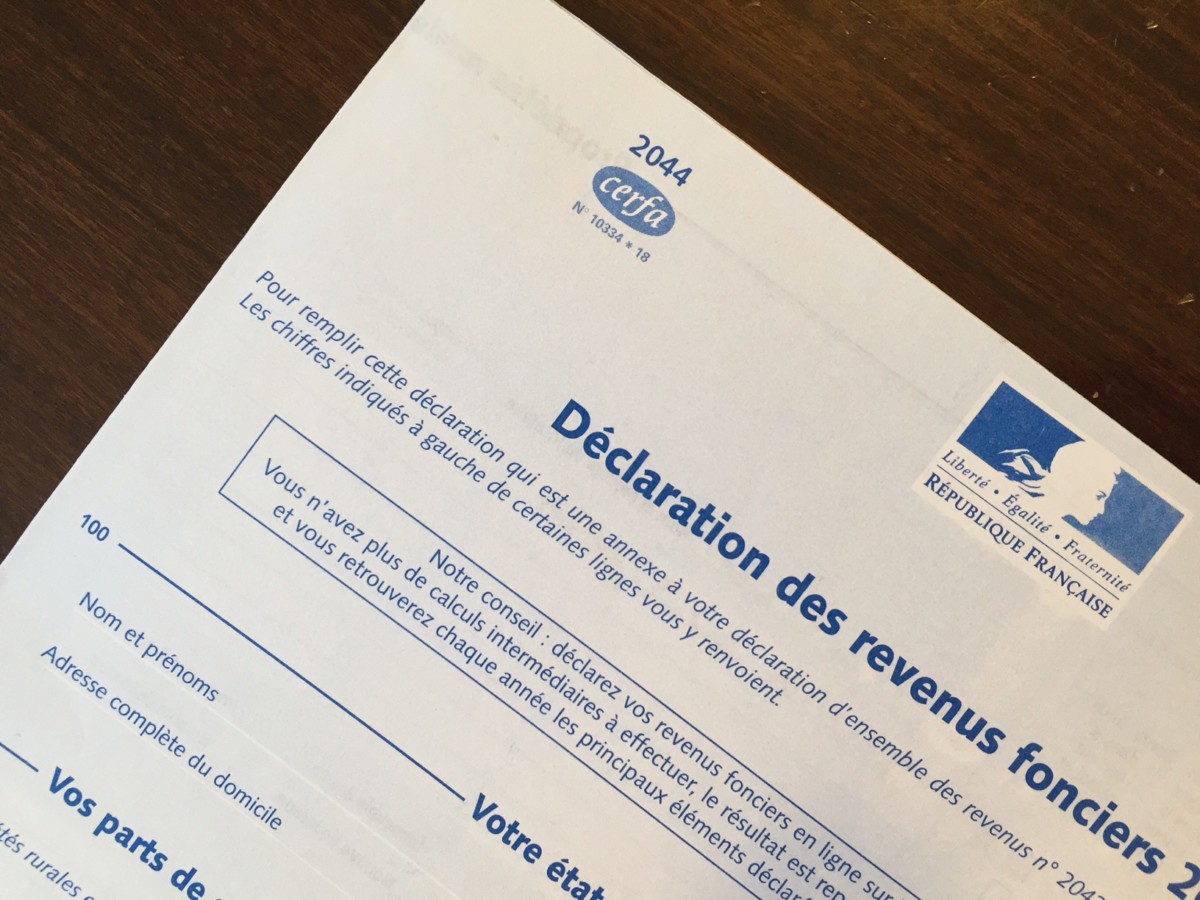 2044
cerfa
N° 10334 * 18
Liberté • Égalité • Fraternité
RÉPUBLIQUE FRANÇAISE
Déclaration des revenus fonciers
Pour remplir cette déclaration qui est une annexe à votre déclaration d'ensemble des revenus n° 2042
Les chiffres indiqués à gauche de certaines lignes vous y renvoient.
Notre conseil : déclarez vos revenus fonciers en ligne sur
Vous n'avez plus de calculs intermédiaires à effectuer, le résultat est
et vous retrouverez chaque année les principaux éléments
100
Votre état
Nom et prénoms
Adresse complète du domicile
Vos parts de
rurales